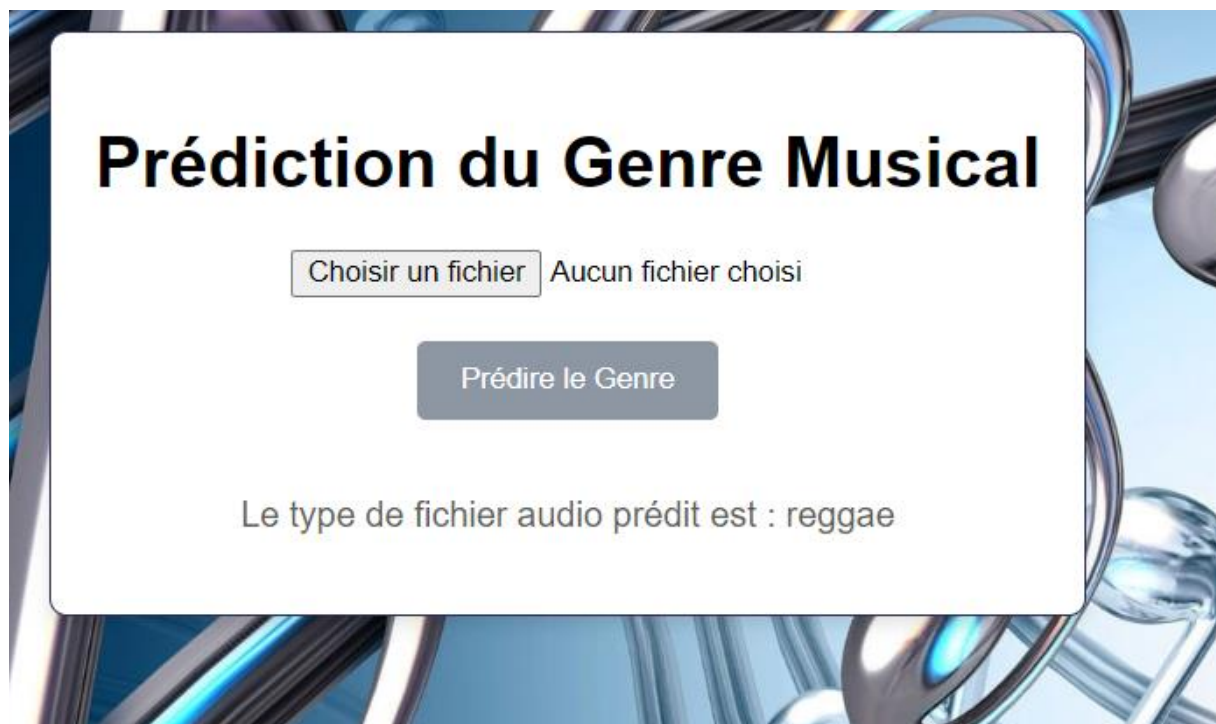 Prédiction du Genre Musical
Choisir un fichier Aucun fichier choisi
Prédire le Genre
Le type de fichier audio prédit est : reggae